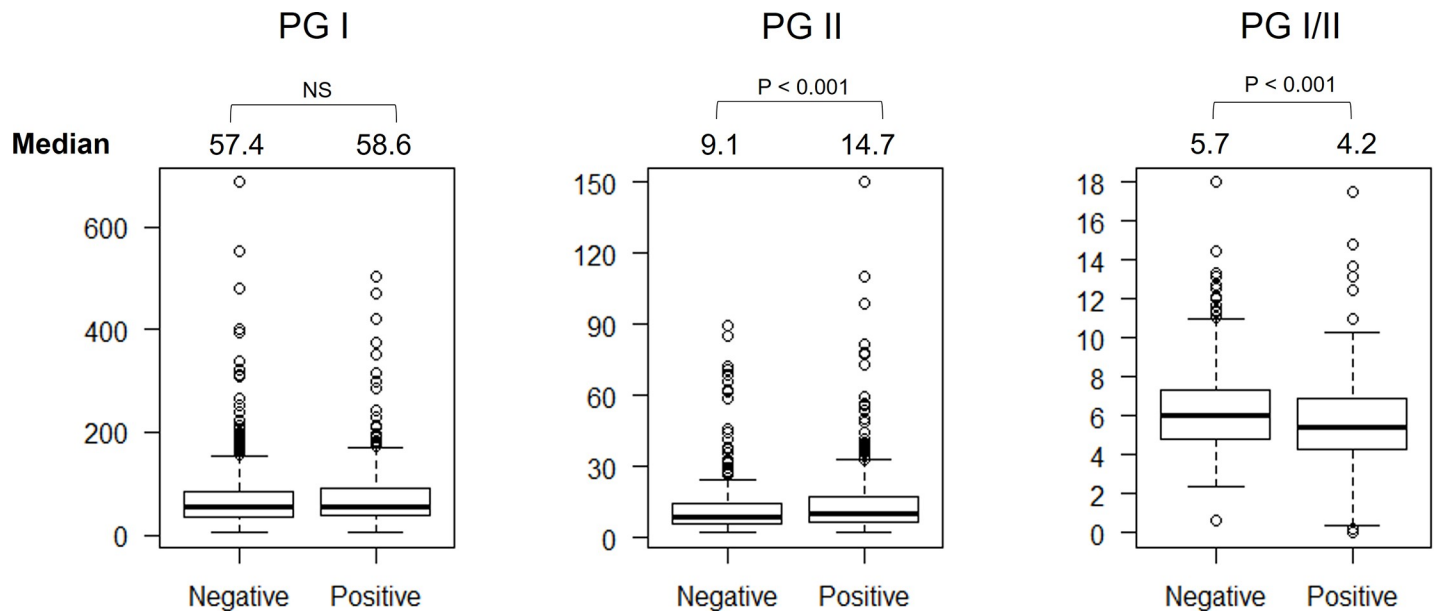 PG I
PG II
PG I/II
NS
P < 0.001
P < 0.001
Median
57.4
58.6
9.1
14.7
5.7
4.2
600
400
200
0
Negative
Positive
150
120
90
60
30
0
Negative
Positive
18
16
14
12
10
8
6
4
2
0
Negative
Positive